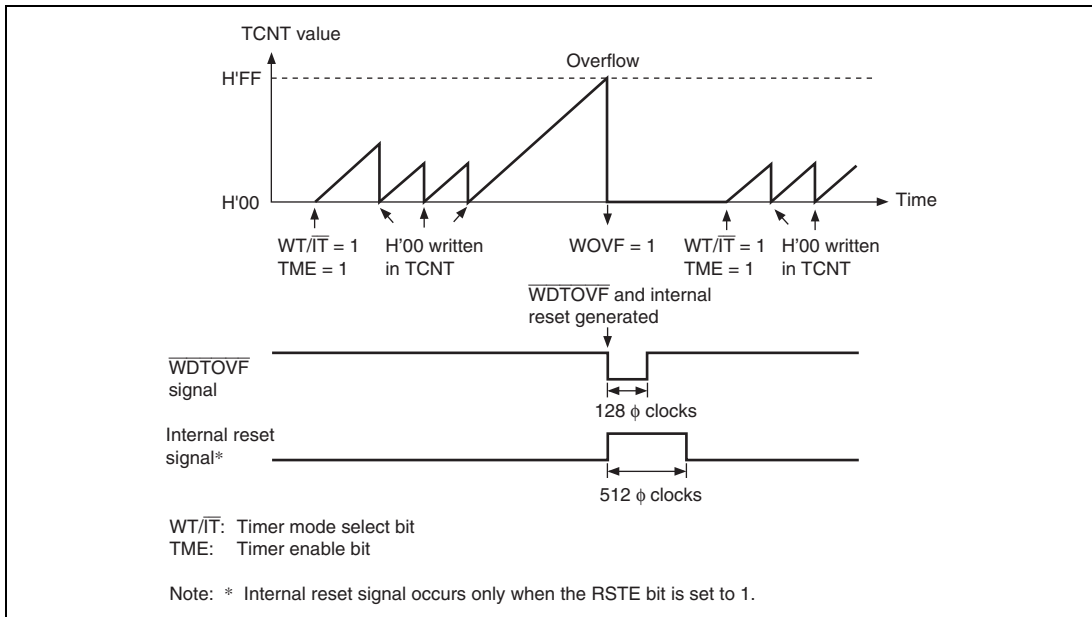 TCNT value
Overflow
H'FF
H'00
Time
WT/IT = 1
TME = 1
H'00 written
in TCNT
WOVF = 1
WT/IT = 1
TME = 1
H'00 written
in TCNT
WDTOVF and internal
reset generated
WDTOVF
signal
128 ϕ clocks
Internal reset
signal*
512 ϕ clocks
WT/IT: Timer mode select bit
TME: Timer enable bit
Note: * Internal reset signal occurs only when the RSTE bit is set to 1.